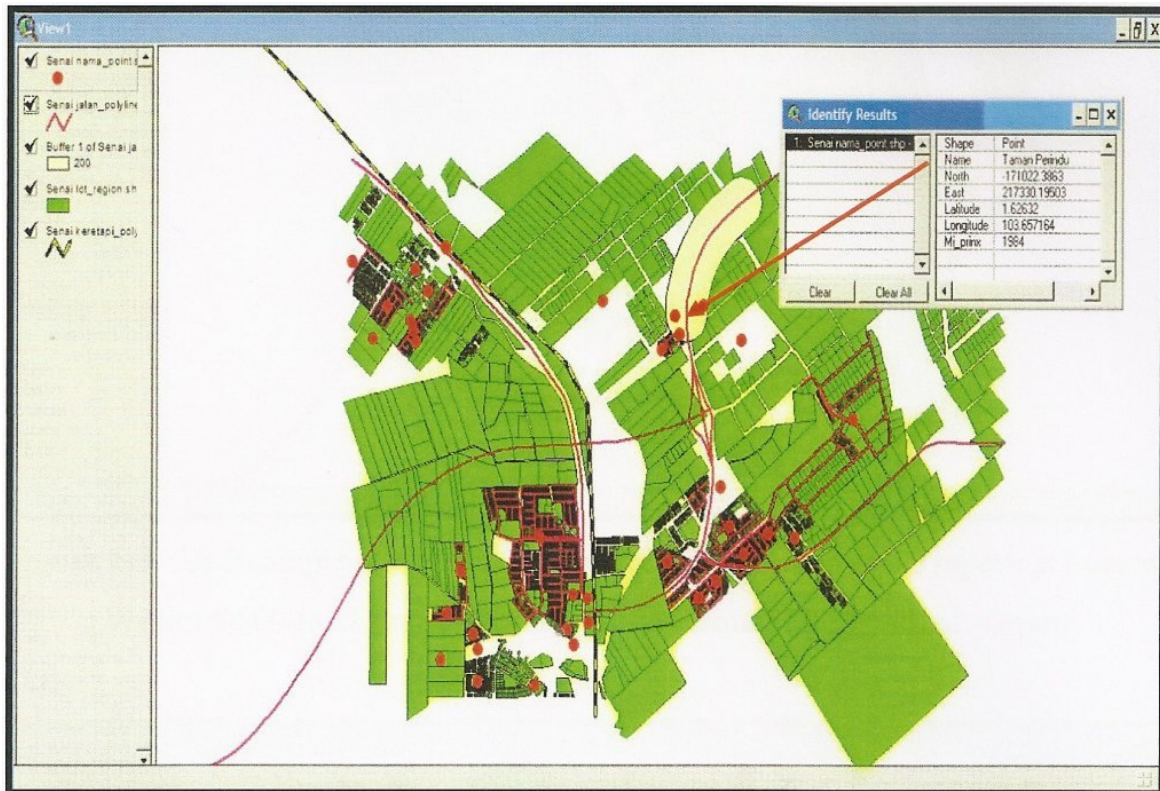 View1
Senai nama_point.s
Senai jalan_polyline
Buffer 1 of Senai ja
200
Senai lot_region.sh
Senai keretapi_poly
Identify Results
1: Senai nama_point.shp -
Shape Point
Name Taman Perindu
North -171022.3863
East 217330.19503
Latitude 1.62632
Longitude 103.657164
Mj_prinx 1984
Clear
Clear All